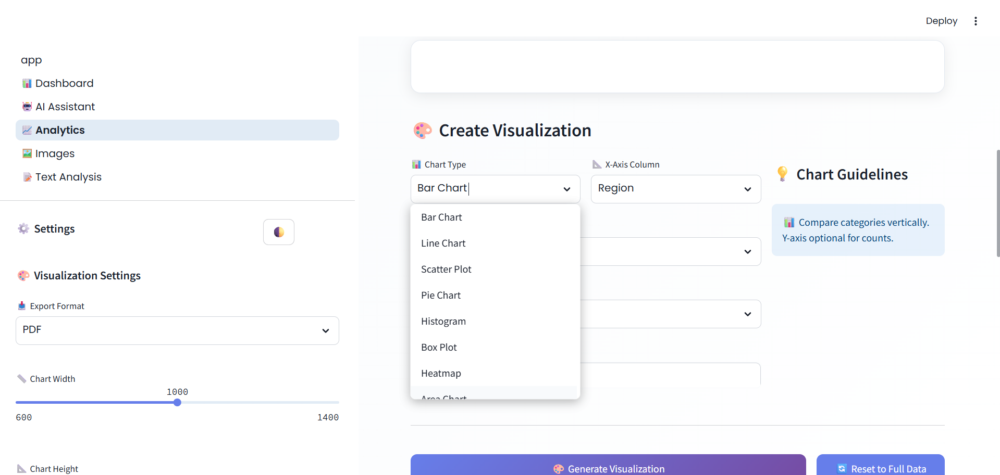 Deploy
app
Dashboard
AI Assistant
Analytics
Images
Text Analysis
Settings
Visualization Settings
Export Format
PDF
Chart Width
1000
600
1400
Chart Height
Create Visualization
Chart Type
Bar Chart
X-Axis Column
Region
Bar Chart
Line Chart
Scatter Plot
Pie Chart
Histogram
Box Plot
Heatmap
Area Chart
Chart Guidelines
Compare categories vertically.
Y-axis optional for counts.
Generate Visualization
Reset to Full Data